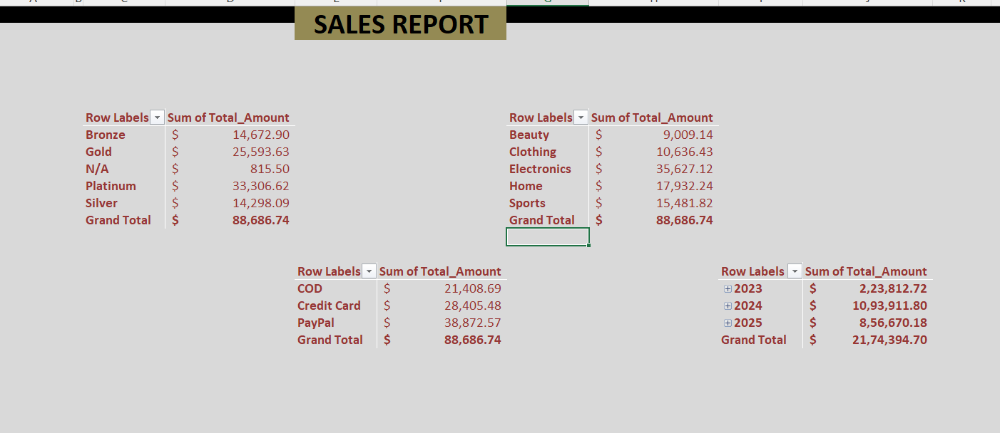 SALES REPORT
Row Labels Sum of Total_Amount
Bronze $ 14,672.90
Gold $ 25,593.63
N/A $ 815.50
Platinum $ 33,306.62
Silver $ 14,298.09
Grand Total $ 88,686.74
Row Labels Sum of Total_Amount
Beauty $ 9,009.14
Clothing $ 10,636.43
Electronics $ 35,627.12
Home $ 17,932.24
Sports $ 15,481.82
Grand Total $ 88,686.74
Row Labels Sum of Total_Amount
COD $ 21,408.69
Credit Card $ 28,405.48
PayPal $ 38,872.57
Grand Total $ 88,686.74
Row Labels Sum of Total_Amount
2023 $ 2,23,812.72
2024 $ 10,93,911.80
2025 $ 8,56,670.18
Grand Total $ 21,74,394.70